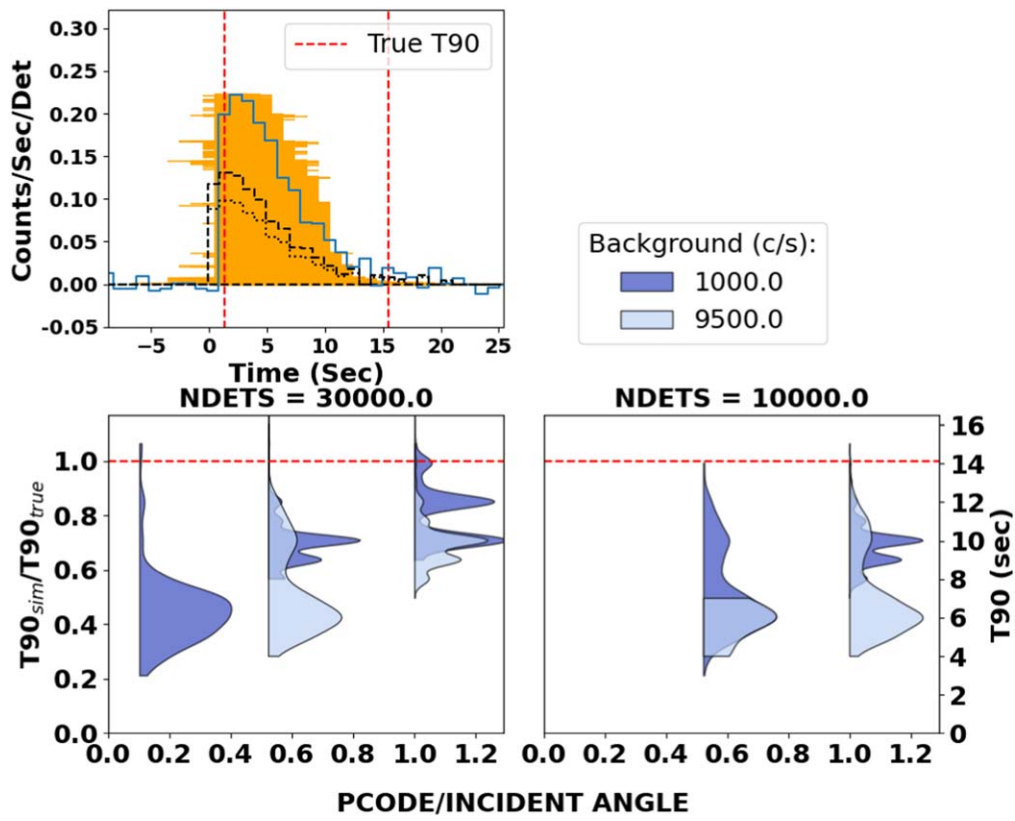 0.30
0.25
0.20
0.15
0.10
0.05
0.00
-0.05
Counts/Sec/Det
True T90
−5 0 5 10 15 20 25
Time (Sec)
Background (c/s):
1000.0
9500.0
NDETS = 30000.0
NDETS = 10000.0
1.0
0.8
0.6
0.4
0.2
0.0
T90sim/T90true
16
14
12
10
8
6
4
2
0
T90 (sec)
0.0 0.2 0.4 0.6 0.8 1.0 1.2
0.0 0.2 0.4 0.6 0.8 1.0 1.2
PCODE/INCIDENT ANGLE